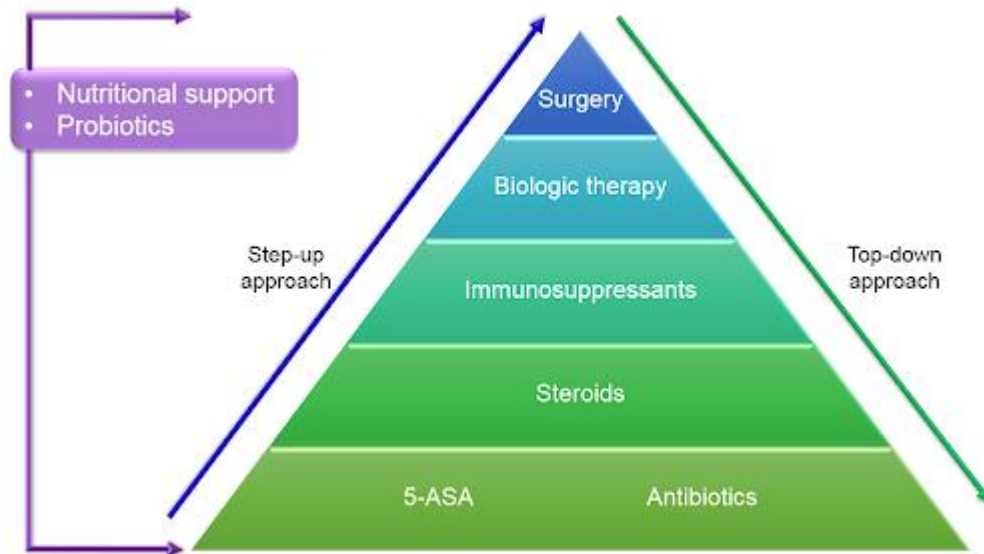 • Nutritional support
• Probiotics
Surgery
Biologic therapy
Step-up
approach
Top-down
approach
Immunosuppressants
Steroids
5-ASA Antibiotics